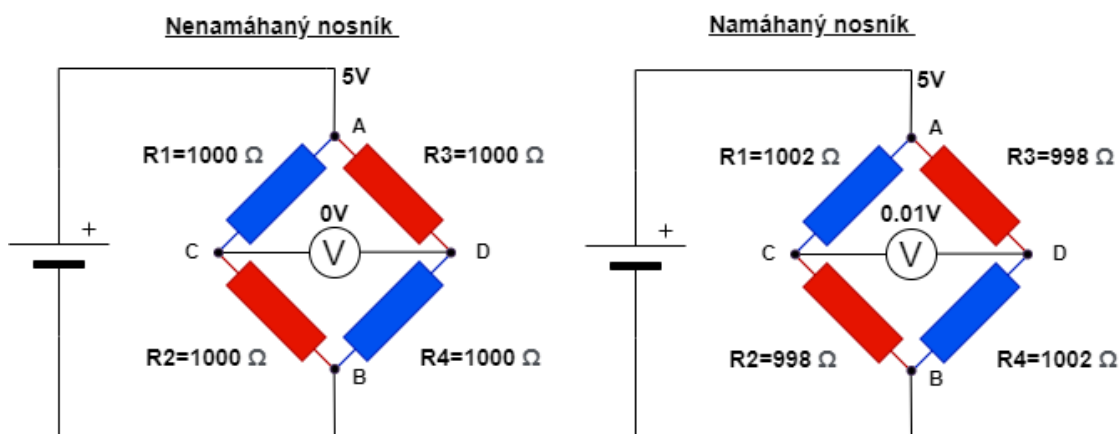 Nenamáhaný nosník
5V
A
R1=1000 Ω
R3=1000 Ω
0V
+
C
V
D
R2=1000 Ω
R4=1000 Ω
B
Namáhaný nosník
5V
A
R1=1002 Ω
R3=998 Ω
0.01V
+
C
V
D
R2=998 Ω
R4=1002 Ω
B